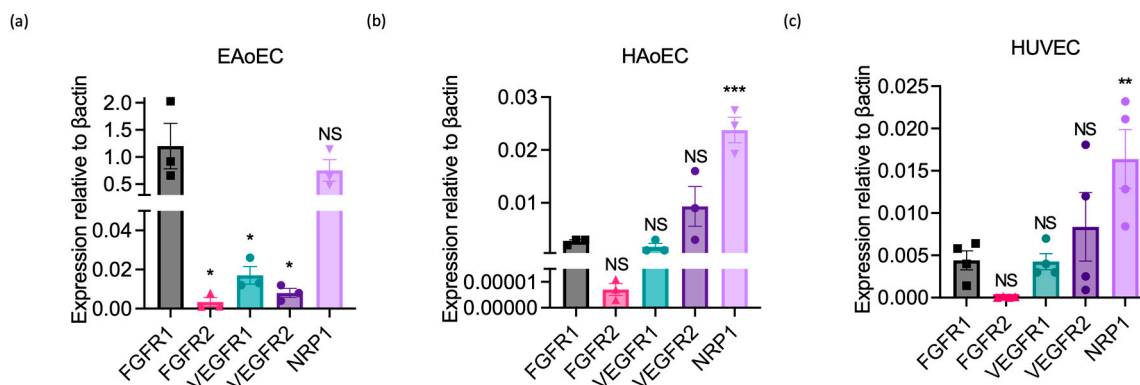 (a)
EAoEC
Expression relative to βactin
2.0
1.5
1.0
0.5
0.04
0.02
0.00
NS
*
*
*
FGFR1
FGFR2
VEGFR1
VEGFR2
NRP1
(b)
HAoEC
Expression relative to βactin
0.03
0.02
0.01
0.00001
0.00000
***
NS
NS
NS
FGFR1
FGFR2
VEGFR1
VEGFR2
NRP1
(c)
HUVEC
Expression relative to βactin
0.025
0.020
0.015
0.010
0.005
0.000
**
NS
NS
NS
FGFR1
FGFR2
VEGFR1
VEGFR2
NRP1